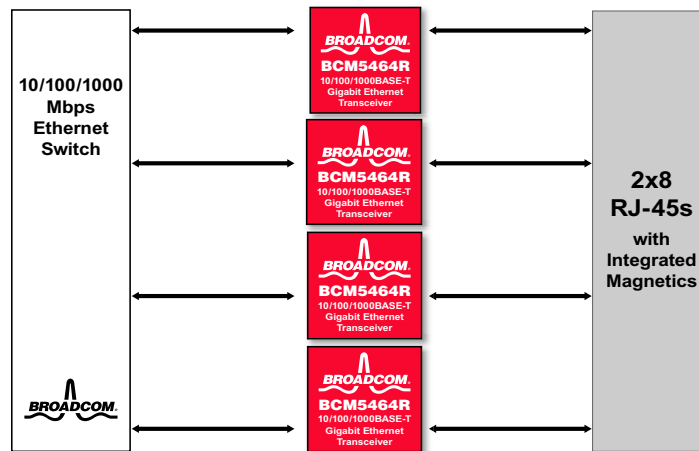 10/100/1000
Mbps
Ethernet
Switch
BROADCOM®
BROADCOM®
BCM5464R
10/100/1000BASE-T
Gigabit Ethernet
Transceiver
BROADCOM®
BCM5464R
10/100/1000BASE-T
Gigabit Ethernet
Transceiver
BROADCOM®
BCM5464R
10/100/1000BASE-T
Gigabit Ethernet
Transceiver
BROADCOM®
BCM5464R
10/100/1000BASE-T
Gigabit Ethernet
Transceiver
2x8
RJ-45s
with
Integrated
Magnetics